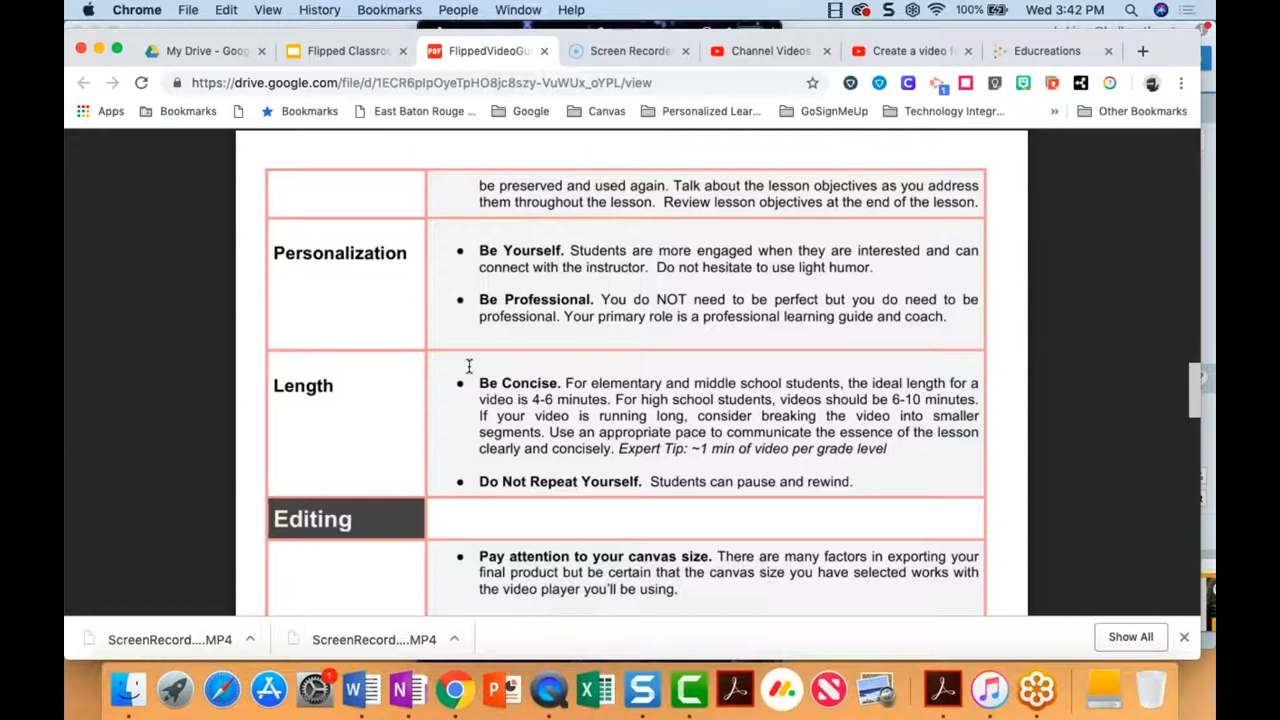 Chrome File Edit View History Bookmarks People Window Help 100% Wed 3:42 PM
My Drive - Goog Flipped Classro FlippedVideoGu Screen Recorde Channel Videos Create a video f Educreations
https://drive.google.com/file/d/1ECR6pIpOyeTpHO8jc8szy-VuWUx_oYPL/view
Apps Bookmarks Bookmarks East Baton Rouge ... Google Canvas Personalized Lear... GoSignMeUp Technology Integr... » Other Bookmarks
be preserved and used again. Talk about the lesson objectives as you address
them throughout the lesson. Review lesson objectives at the end of the lesson.
Personalization
• Be Yourself. Students are more engaged when they are interested and can
connect with the instructor. Do not hesitate to use light humor.
• Be Professional. You do NOT need to be perfect but you do need to be
professional. Your primary role is a professional learning guide and coach.
Length
• Be Concise. For elementary and middle school students, the ideal length for a
video is 4-6 minutes. For high school students, videos should be 6-10 minutes.
If your video is running long, consider breaking the video into smaller
segments. Use an appropriate pace to communicate the essence of the lesson
clearly and concisely. Expert Tip: ~1 min of video per grade level
• Do Not Repeat Yourself. Students can pause and rewind.
Editing
• Pay attention to your canvas size. There are many factors in exporting your
final product but be certain that the canvas size you have selected works with
the video player you'll be using.
ScreenRecord....MP4 ScreenRecord....MP4 Show All